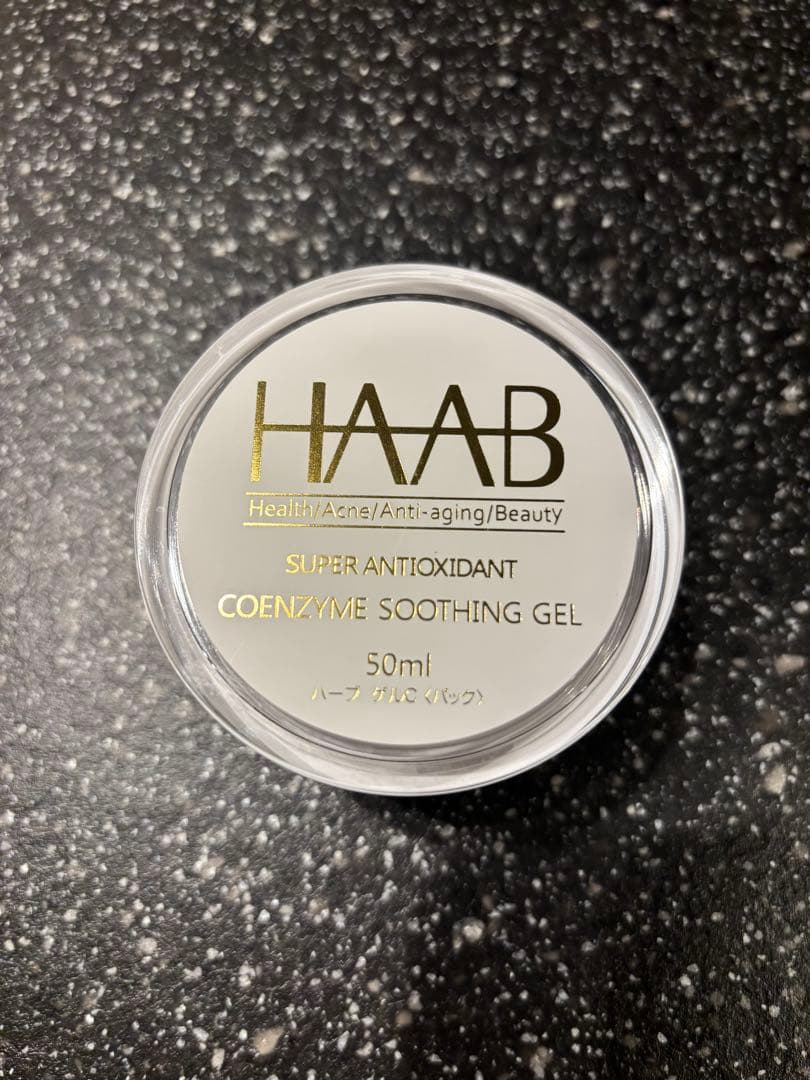 HAAB
Health/Acne/Anti-aging/Beauty
SUPER ANTIOXIDANT
COENZYME SOOTHING GEL
50ml
ハーブ ゲルC〈パック〉